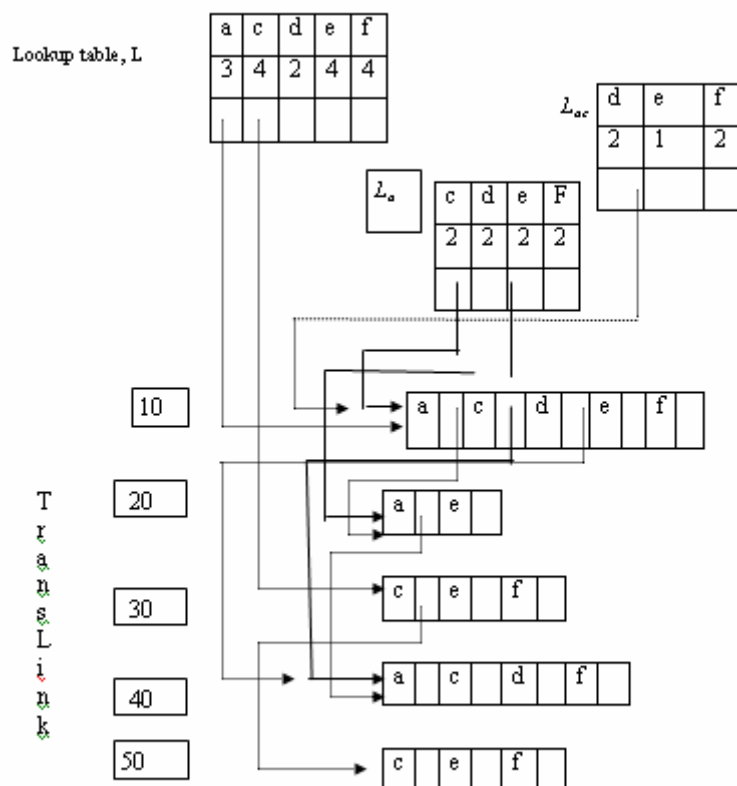 Lookup table, L
a c d e f
3 4 2 4 4
L_ac
d e f
2 1 2
L_a
c d e F
2 2 2 2
10
a c d e f
20
a e
30
c e f
40
a c d f
50
c e f
T
r
a
n
s
L
i
n
k